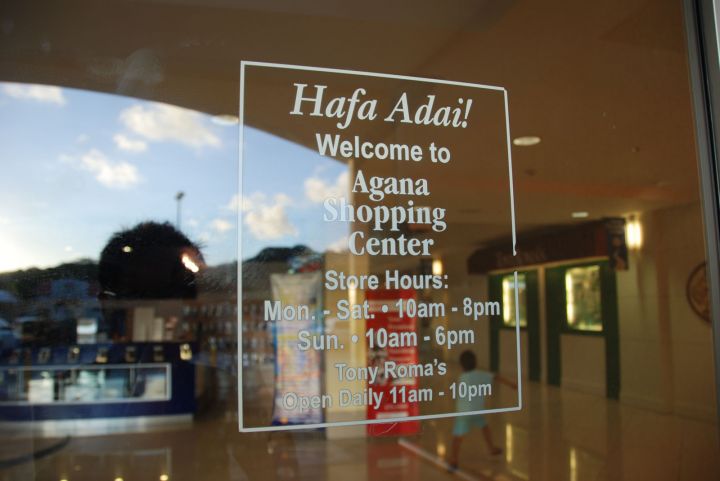 Hafa Adai!
Welcome to
Agana
Shopping
Center
Store Hours:
Mon. - Sat. • 10am - 8pm
Sun. • 10am - 6pm
Tony Roma's
Open Daily 11am - 10pm